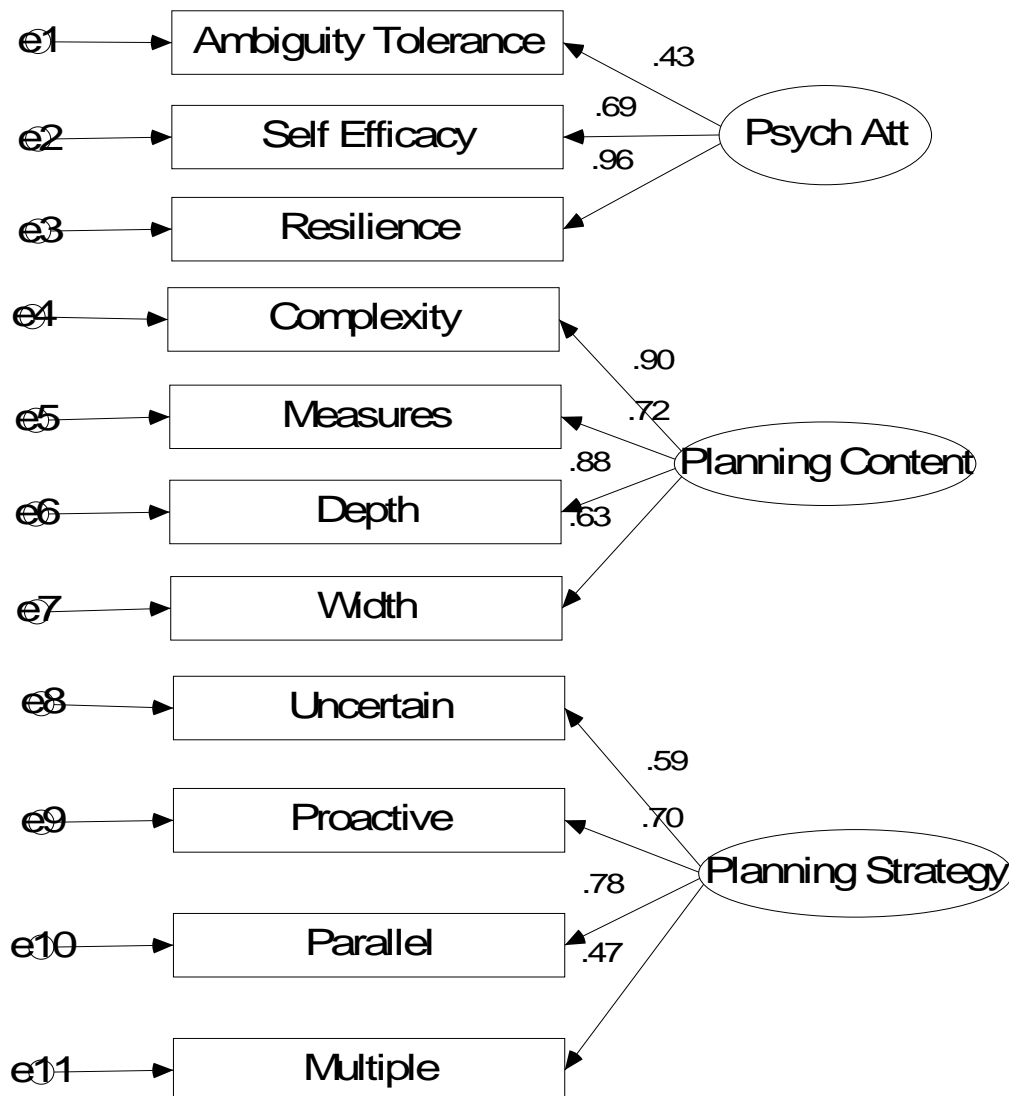 e1
Ambiguity Tolerance
.43
e2
Self Efficacy
.69
Psych Att
.96
e3
Resilience
e4
Complexity
.90
e5
Measures
.72
Planning Content
.88
e6
Depth
.63
e7
Width
e8
Uncertain
.59
e9
Proactive
.70
Planning Strategy
.78
e10
Parallel
.47
e11
Multiple